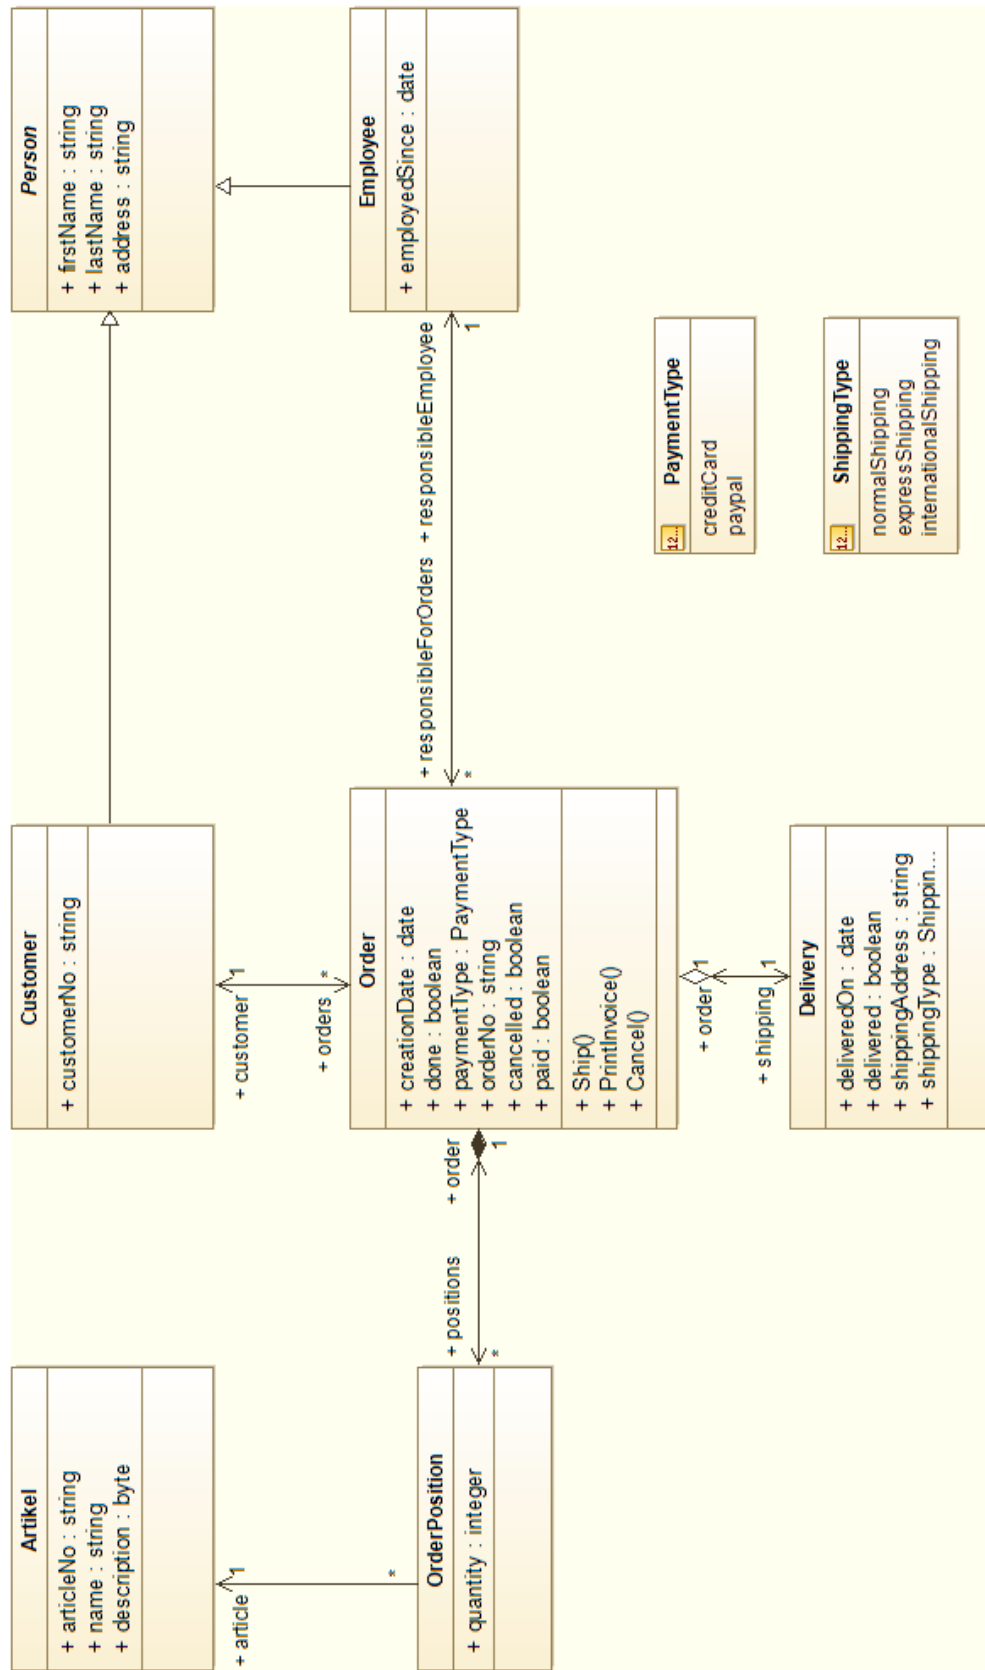 Artikel
+ articleNo : string
+ name : string
+ description : byte
+ article
1
*
OrderPosition
+ quantity : integer
+ positions
*
+ order
1
Customer
+ customerNo : string
+ customer
1
+ orders
*
Order
+ creationDate : date
+ done : boolean
+ paymentType : PaymentType
+ orderNo : string
+ cancelled : boolean
+ paid : boolean
+ Ship()
+ PrintInvoice()
+ Cancel()
+ order
1
+ shipping
1
Delivery
+ deliveredOn : date
+ delivered : boolean
+ shippingAddress : string
+ shippingType : Shippin...
+ responsibleForOrders
*
+ responsibleEmployee
1
Person
+ firstName : string
+ lastName : string
+ address : string
Employee
+ employedSince : date
12...
PaymentType
creditCard
paypal
12...
ShippingType
normalShipping
expressShipping
internationalShipping